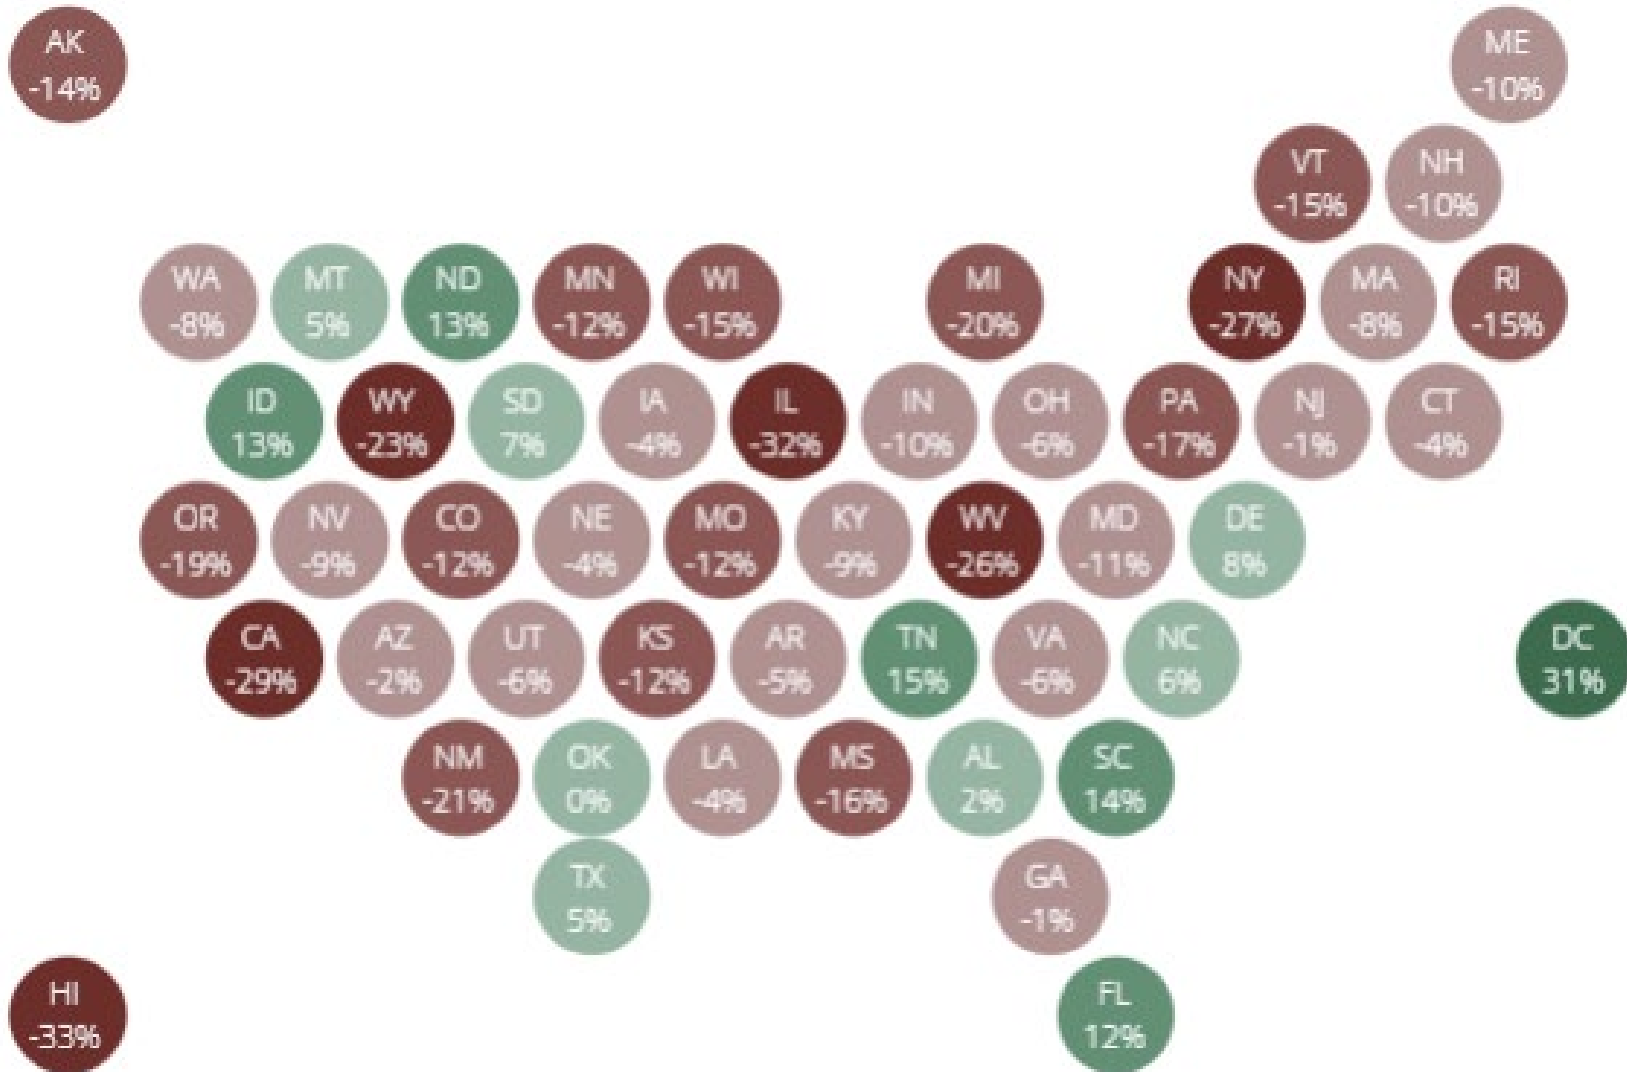 AK
-14%
ME
-10%
VT
-15%
NH
-10%
WA
-8%
MT
5%
ND
13%
MN
-12%
WI
-15%
MI
-20%
NY
-27%
MA
-8%
RI
-15%
ID
13%
WY
-23%
SD
7%
IA
-4%
IL
-32%
IN
-10%
OH
-6%
PA
-17%
NJ
-1%
CT
-4%
OR
-19%
NV
-9%
CO
-12%
NE
-4%
MO
-12%
KY
-9%
WV
-26%
MD
-11%
DE
8%
CA
-29%
AZ
-2%
UT
-6%
KS
-12%
AR
-5%
TN
15%
VA
-6%
NC
6%
DC
31%
NM
-21%
OK
0%
LA
-4%
MS
-16%
AL
2%
SC
14%
TX
5%
GA
-1%
HI
-33%
FL
12%